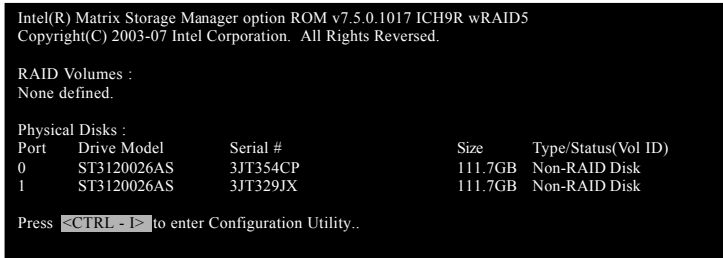 Intel(R) Matrix Storage Manager option ROM v7.5.0.1017 ICH9R wRAID5
Copyright(C) 2003-07 Intel Corporation.  All Rights Reversed.
RAID Volumes :
None defined.
Physical Disks :
Port Drive Model Serial # Size Type/Status(Vol ID)
0 ST3120026AS 3JT354CP 111.7GB Non-RAID Disk
1 ST3120026AS 3JT329JX 111.7GB Non-RAID Disk
Press <CTRL - I> to enter Configuration Utility..